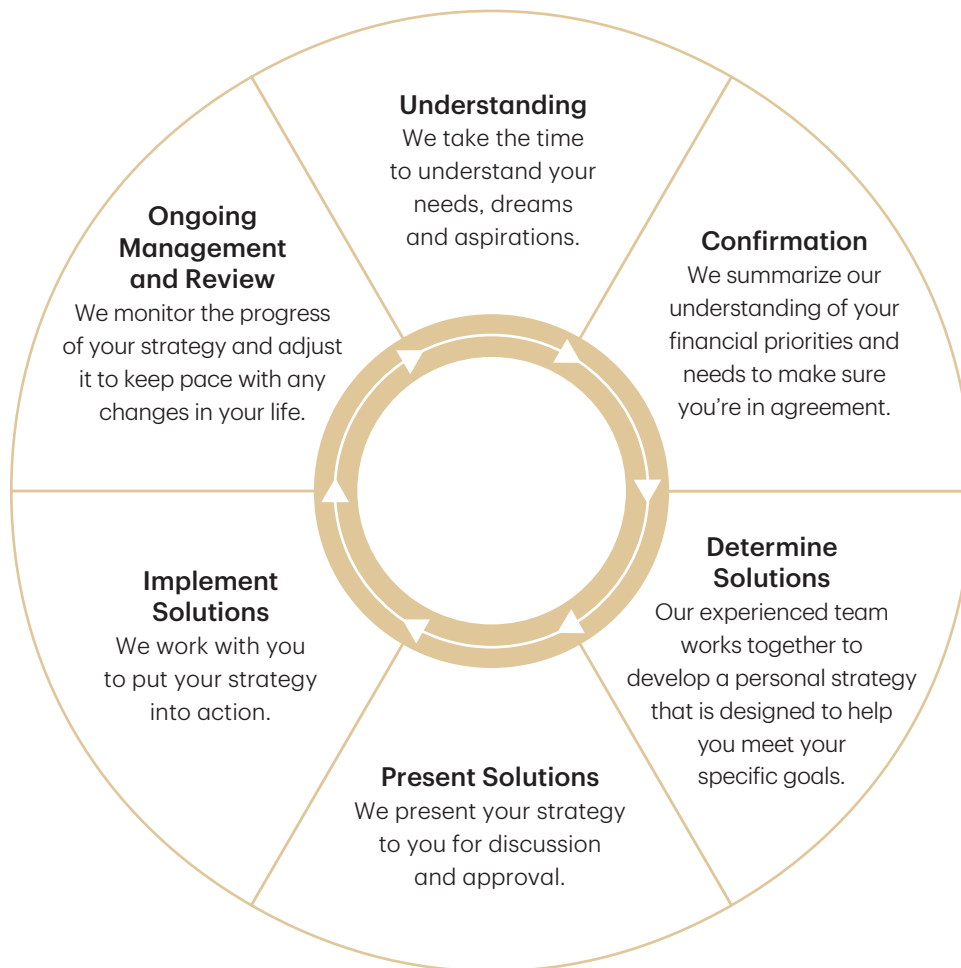 Understanding
We take the time
to understand your
needs, dreams
and aspirations.
Confirmation
We summarize our
understanding of your
financial priorities and
needs to make sure
you’re in agreement.
Determine
Solutions
Our experienced team
works together to
develop a personal strategy
that is designed to help
you meet your
specific goals.
Present Solutions
We present your strategy
to you for discussion
and approval.
Implement
Solutions
We work with you
to put your strategy
into action.
Ongoing
Management
and Review
We monitor the progress
of your strategy and adjust
it to keep pace with any
changes in your life.